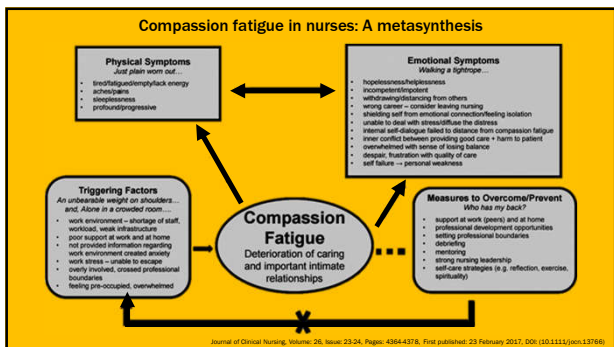 Compassion fatigue in nurses: A metasynthesis
Physical Symptoms
Just plain worn out…
• tired/fatigued/empty/lack energy
• aches/pains
• sleeplessness
• profound/progressive
Emotional Symptoms
Walking a tightrope…
• hopelessness/helplessness
• incompetent/impotent
• withdrawing/distancing from others
• wrong career – consider leaving nursing
• shielding self from emotional connection/feeling isolation
• unable to deal with stress/diffuse the distress
• internal self-dialogue failed to distance from compassion fatigue
• inner conflict between providing good care + harm to patient
• overwhelmed with sense of losing balance
• despair, frustration with quality of care
• self failure → personal weakness
Triggering Factors
An unbearable weight on shoulders…
and, Alone in a crowded room….
• work environment – shortage of staff,
workload, weak infrastructure
• poor support at work and at home
• not provided information regarding
• work environment created anxiety
• work stress – unable to escape
• overly involved, crossed professional
boundaries
• feeling pre-occupied, overwhelmed
Compassion
Fatigue
Deterioration of caring
and important intimate
relationships
Measures to Overcome/Prevent
Who has my back?
• support at work (peers) and at home
• professional development opportunities
• setting professional boundaries
• debriefing
• mentoring
• strong nursing leadership
• self-care strategies (e.g. reflection, exercise,
spirituality)
Journal of Clinical Nursing, Volume: 26, Issue: 23-24, Pages: 4364-4378, First published: 23 February 2017, DOI: (10.1111/jocn.13766)